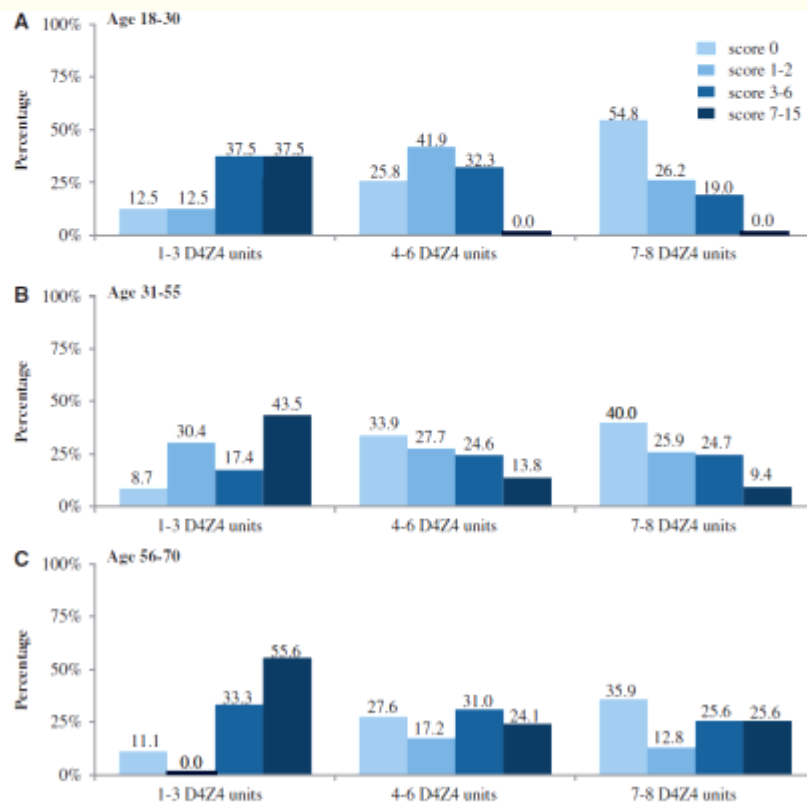 A Age 18-30
100%
75%
50%
25%
0%
Percentage
score 0
score 1-2
score 3-6
score 7-15
12.5 12.5 37.5 37.5
25.8 41.9 32.3 0.0
54.8 26.2 19.0 0.0
1-3 D4Z4 units 4-6 D4Z4 units 7-8 D4Z4 units
B Age 31-55
100%
75%
50%
25%
0%
Percentage
8.7 30.4 17.4 43.5
33.9 27.7 24.6 13.8
40.0 25.9 24.7 9.4
1-3 D4Z4 units 4-6 D4Z4 units 7-8 D4Z4 units
C Age 56-70
100%
75%
50%
25%
0%
Percentage
11.1 0.0 33.3 55.6
27.6 17.2 31.0 24.1
35.9 12.8 25.6 25.6
1-3 D4Z4 units 4-6 D4Z4 units 7-8 D4Z4 units